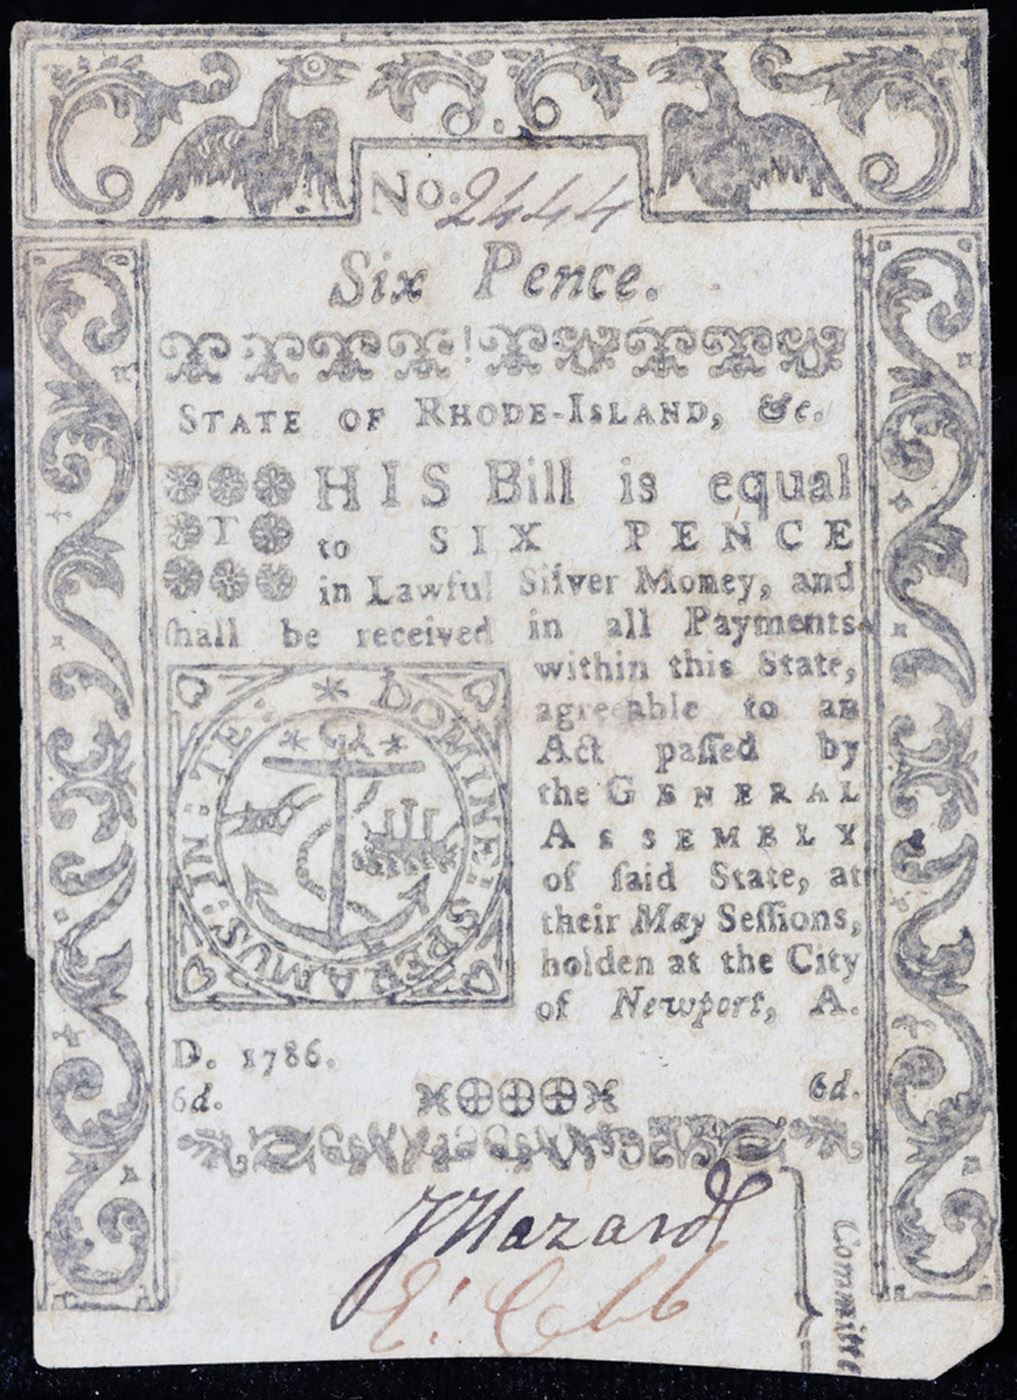 No. 2444
Six Pence.
STATE OF RHODE-ISLAND, &c.
THIS Bill is equal
to SIX PENCE
in Lawful Silver Money, and
ſhall be received in all Payments
within this State,
agreeable to an
Act paſſed by
the GENERAL
ASSEMBLY
of ſaid State, at
their May Seſſions,
holden at the City
of Newport, A.
D. 1786.
IN: TE: DOMINE: SPERAMUS:
6d. 6d.
J Hazard
E. Cobb
Committee